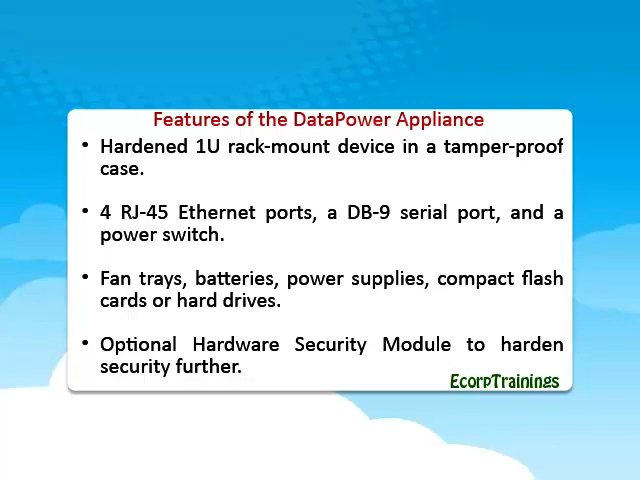 Features of the DataPower Appliance
• Hardened 1U rack-mount device in a tamper-proof
case.
• 4 RJ-45 Ethernet ports, a DB-9 serial port, and a
power switch.
• Fan trays, batteries, power supplies, compact flash
cards or hard drives.
• Optional Hardware Security Module to harden
security further.
EcorpTrainings